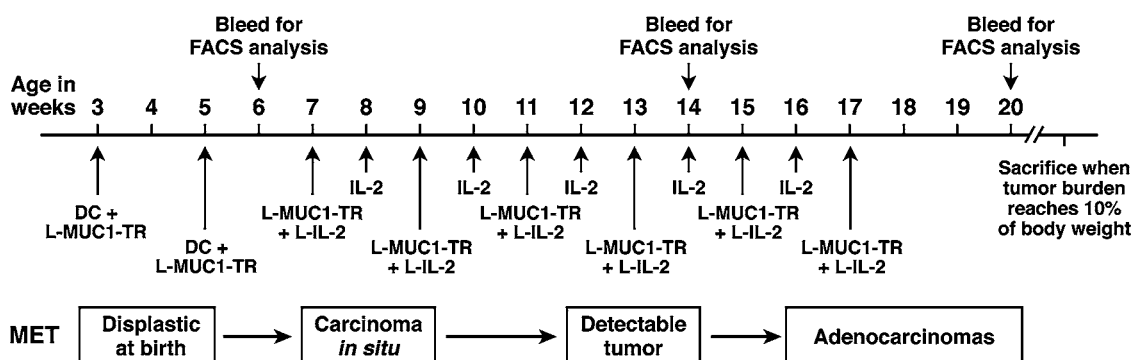 Bleed for
FACS analysis
Bleed for
FACS analysis
Bleed for
FACS analysis
Age in
weeks 3 4 5 6 7 8 9 10 11 12 13 14 15 16 17 18 19 20
DC +
L-MUC1-TR
DC +
L-MUC1-TR
L-MUC1-TR
+ L-IL-2
IL-2
L-MUC1-TR
+ L-IL-2
IL-2
L-MUC1-TR
+ L-IL-2
IL-2
L-MUC1-TR
+ L-IL-2
IL-2
L-MUC1-TR
+ L-IL-2
IL-2
L-MUC1-TR
+ L-IL-2
Sacrifice when
tumor burden
reaches 10%
of body weight
MET
Displastic
at birth
Carcinoma
in situ
Detectable
tumor
Adenocarcinomas